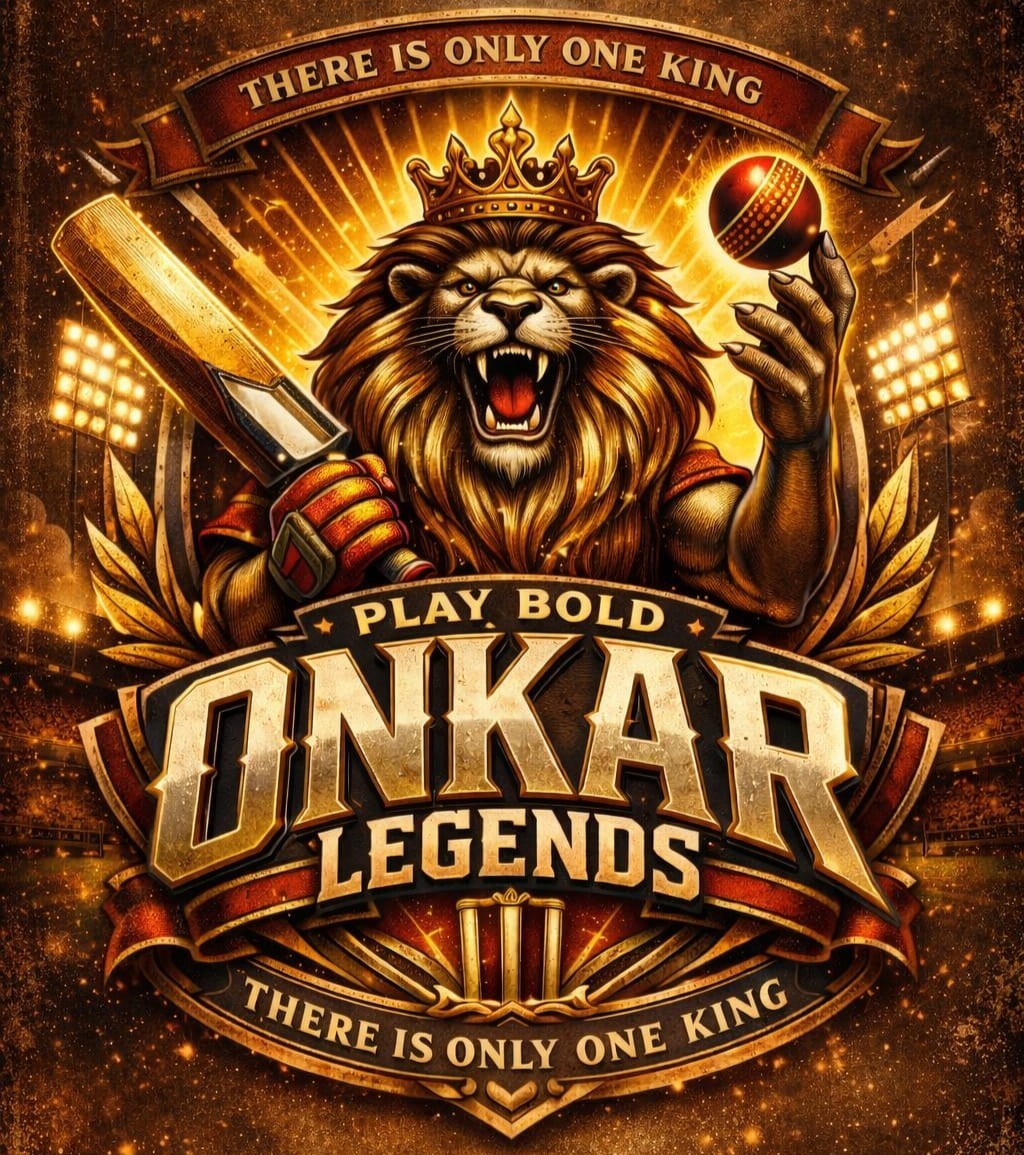 THERE IS ONLY ONE KING
PLAY BOLD
ONKAR
LEGENDS
THERE IS ONLY ONE KING